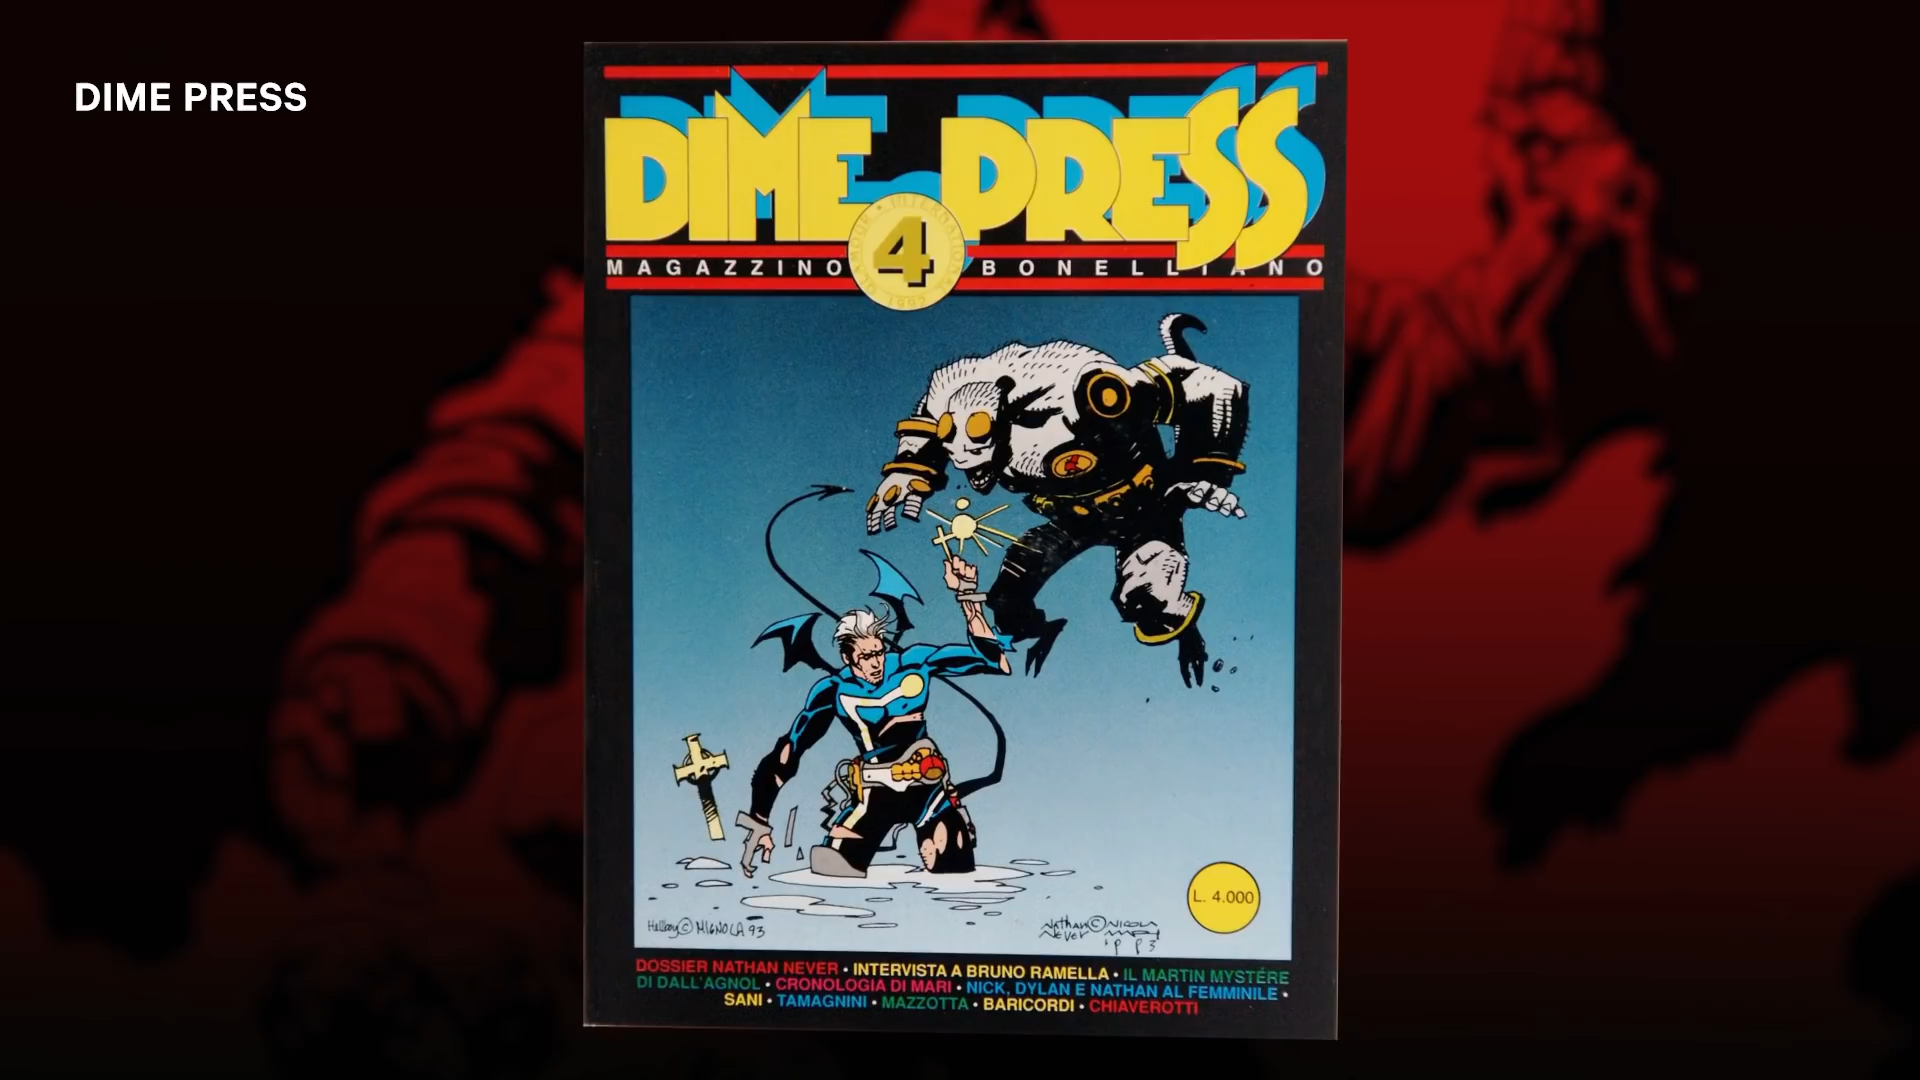 DIME PRESS
DIME PRESS
4
MAGAZZINO BONELLIANO
1992
L. 4.000
Hellboy © MIGNOLA 93
Nathan © NICOLA
NEVER MARI
DOSSIER NATHAN NEVER • INTERVISTA A BRUNO RAMELLA • IL MARTIN MYSTÉRE
DI DALL'AGNOL • CRONOLOGIA DI MARI • NICK, DYLAN E NATHAN AL FEMMINILE •
SANI • TAMAGNINI • MAZZOTTA • BARICORDI • CHIAVEROTTI